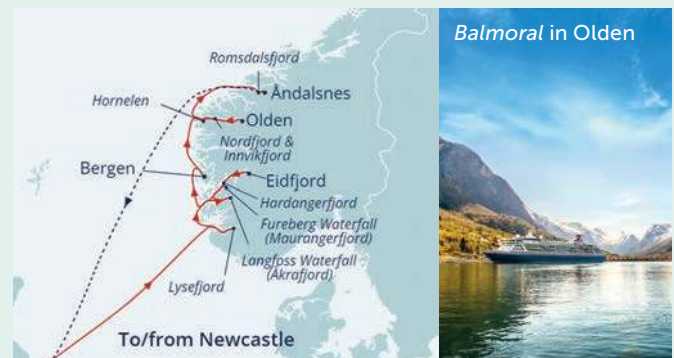 Romsdalsfjord
Åndalsnes
Hornelen
Olden
Nordfjord &
Innvikfjord
Bergen
Eidfjord
Hardangerfjord
Fureberg Waterfall
(Maurangerfjord)
Langfoss Waterfall
(Åkrafjord)
Lysefjord
To/from Newcastle
Balmoral in Olden